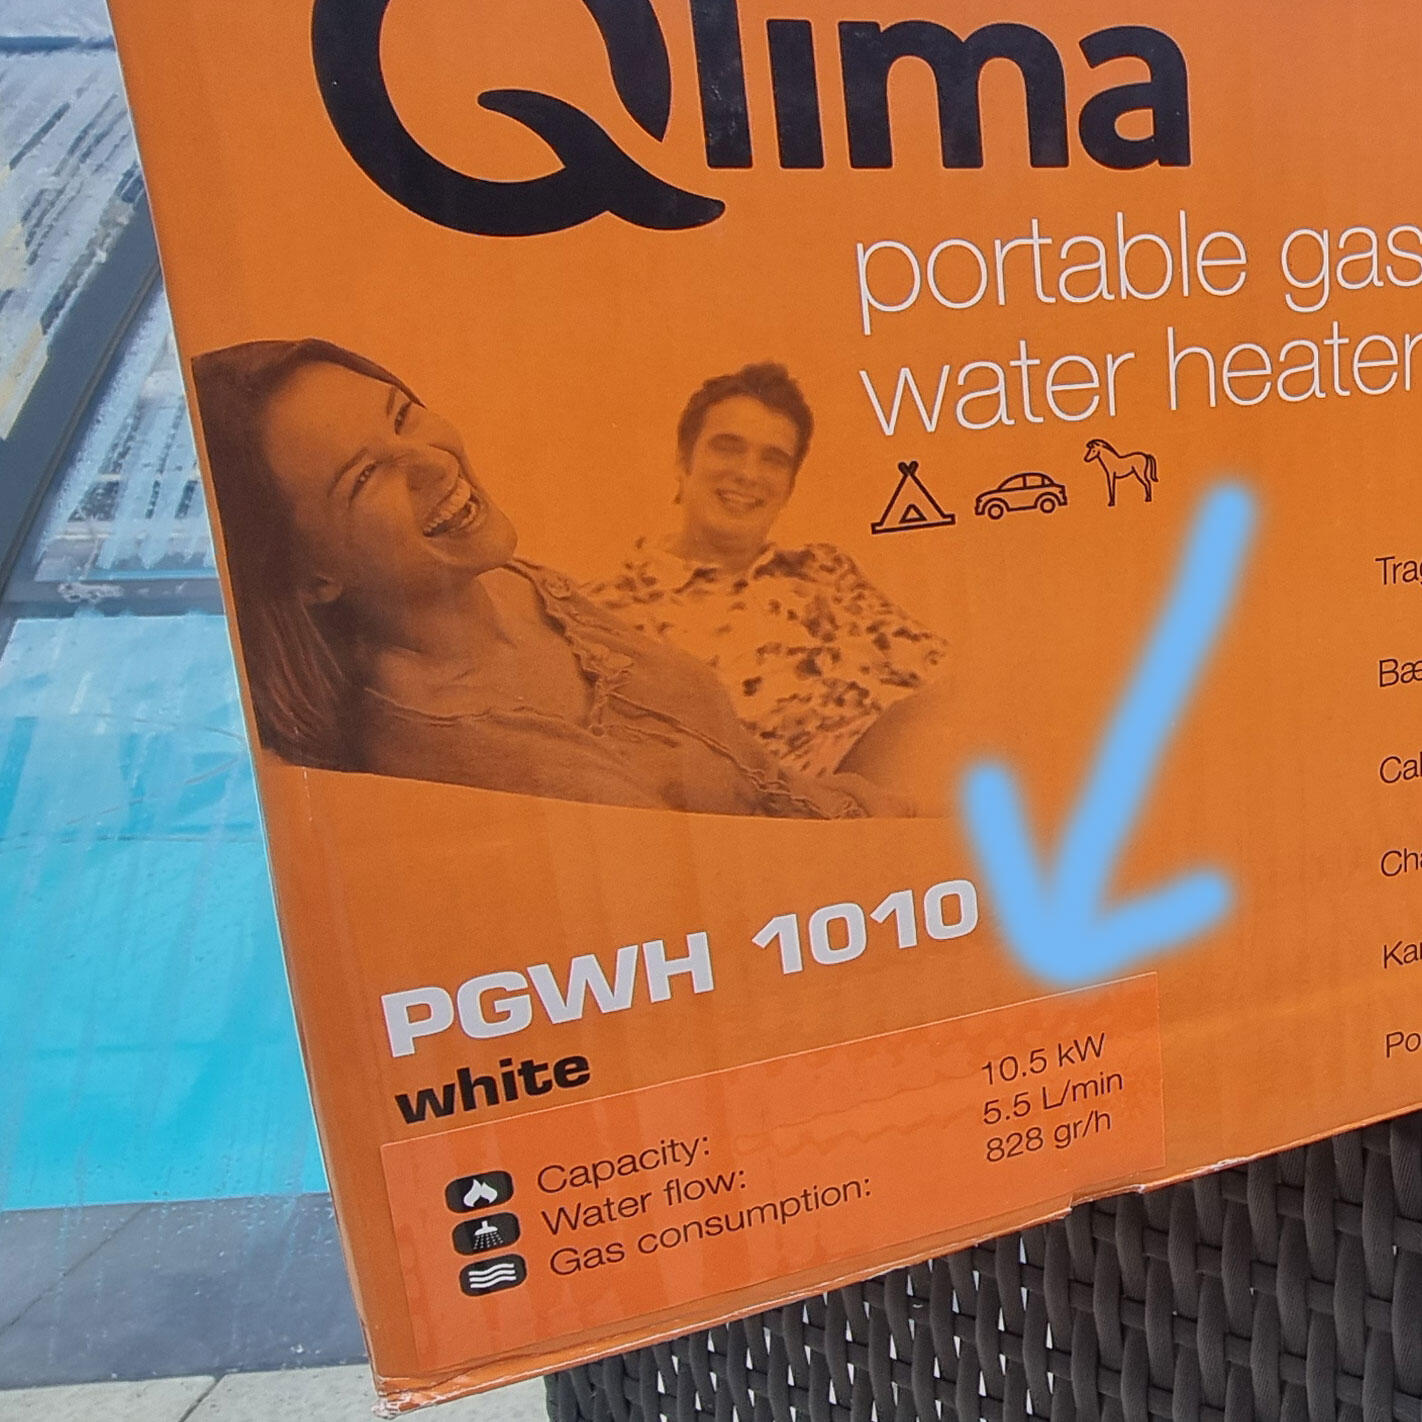 Qlima
portable gas
water heater
PGWH 1010
white
Capacity: 10.5 kW
Water flow: 5.5 L/min
Gas consumption: 828 gr/h